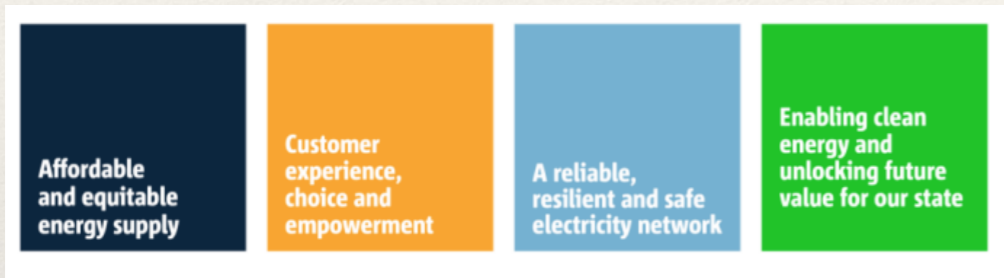 Affordable
and equitable
energy supply
Customer
experience,
choice and
empowerment
A reliable,
resilient and safe
electricity network
Enabling clean
energy and
unlocking future
value for our state